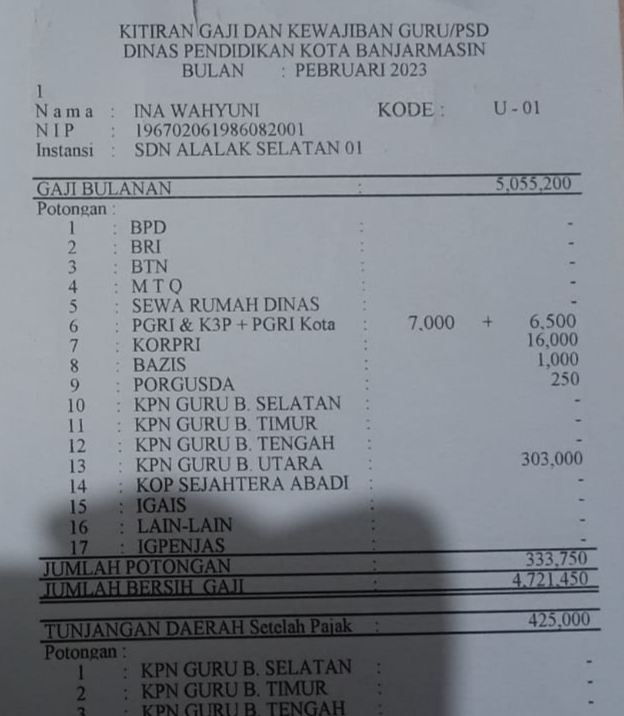 KITIRAN GAJI DAN KEWAJIBAN GURU/PSD
DINAS PENDIDIKAN KOTA BANJARMASIN
BULAN : PEBRUARI 2023
1
N a m a : INA WAHYUNI KODE : U - 01
N I P : 196702061986082001
Instansi : SDN ALALAK SELATAN 01
GAJI BULANAN : 5,055,200
Potongan :
1 : BPD : -
2 : BRI : -
3 : BTN : -
4 : M T Q : -
5 : SEWA RUMAH DINAS : -
6 : PGRI & K3P + PGRI Kota : 7,000 + 6,500
7 : KORPRI : 16,000
8 : BAZIS : 1,000
9 : PORGUSDA : 250
10 : KPN GURU B. SELATAN : -
11 : KPN GURU B. TIMUR : -
12 : KPN GURU B. TENGAH : -
13 : KPN GURU B. UTARA : 303,000
14 : KOP SEJAHTERA ABADI : -
15 : IGAIS : -
16 : LAIN-LAIN : -
17 : IGPENJAS : -
JUMLAH POTONGAN : 333,750
JUMLAH BERSIH GAJI : 4,721,450
TUNJANGAN DAERAH Setelah Pajak : 425,000
Potongan :
1 : KPN GURU B. SELATAN : -
2 : KPN GURU B. TIMUR : -
3 : KPN GURU B. TENGAH : -